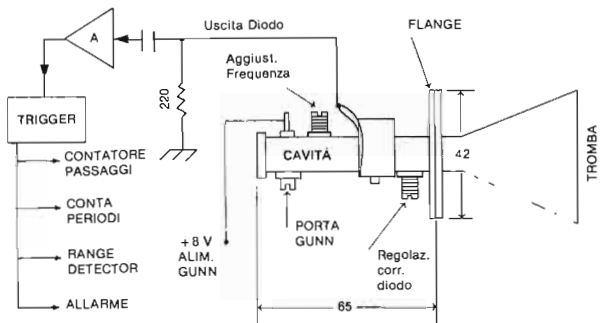 Uscita Diodo
FLANGE
A
Aggiust.
Frequenza
220
TRIGGER
CONTATORE
PASSAGGI
CAVITÀ
42
TROMBA
CONTA
PERIODI
+ 8 V
ALIM.
GUNN
PORTA
GUNN
Regolaz.
corr.
diodo
RANGE
DETECTOR
ALLARME
65